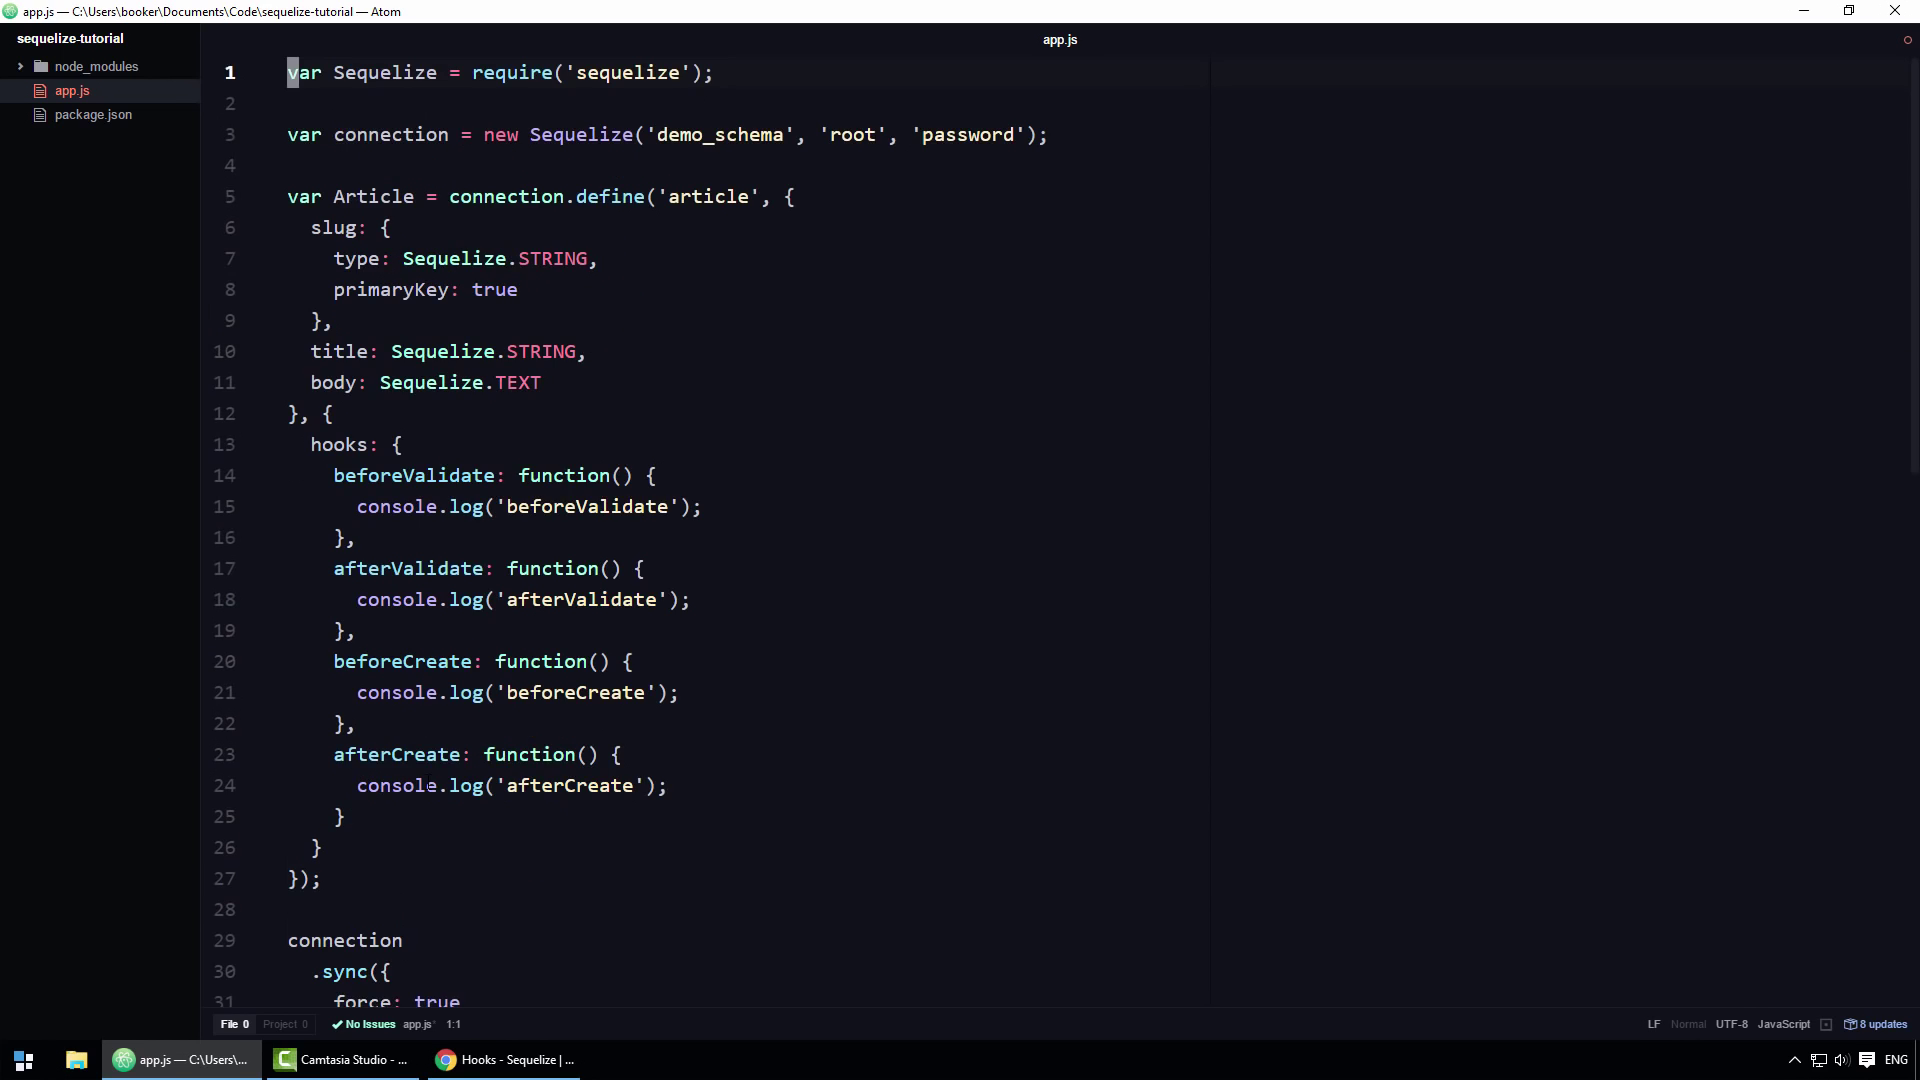 app.js — C:\Users\booker\Documents\Code\sequelize-tutorial — Atom
sequelize-tutorial
node_modules
app.js
package.json
app.js
1 var Sequelize = require('sequelize');
2
3 var connection = new Sequelize('demo_schema', 'root', 'password');
4
5 var Article = connection.define('article', {
6   slug: {
7     type: Sequelize.STRING,
8     primaryKey: true
9   },
10   title: Sequelize.STRING,
11   body: Sequelize.TEXT
12 }, {
13   hooks: {
14     beforeValidate: function() {
15       console.log('beforeValidate');
16     },
17     afterValidate: function() {
18       console.log('afterValidate');
19     },
20     beforeCreate: function() {
21       console.log('beforeCreate');
22     },
23     afterCreate: function() {
24       console.log('afterCreate');
25     }
26   }
27 });
28
29 connection
30   .sync({
31     force: true
File 0 Project 0 No Issues app.js* 1:1 LF Normal UTF-8 JavaScript 8 updates
app.js — C:\Users\... Camtasia Studio - ... Hooks - Sequelize | ... ENG